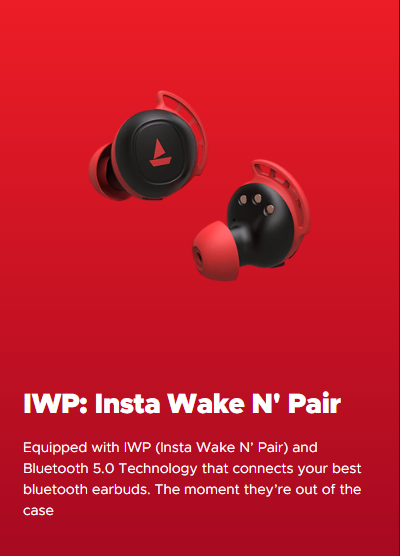 IWP: Insta Wake N' Pair
Equipped with IWP (Insta Wake N’ Pair) and
Bluetooth 5.0 Technology that connects your best
bluetooth earbuds. The moment they’re out of the
case